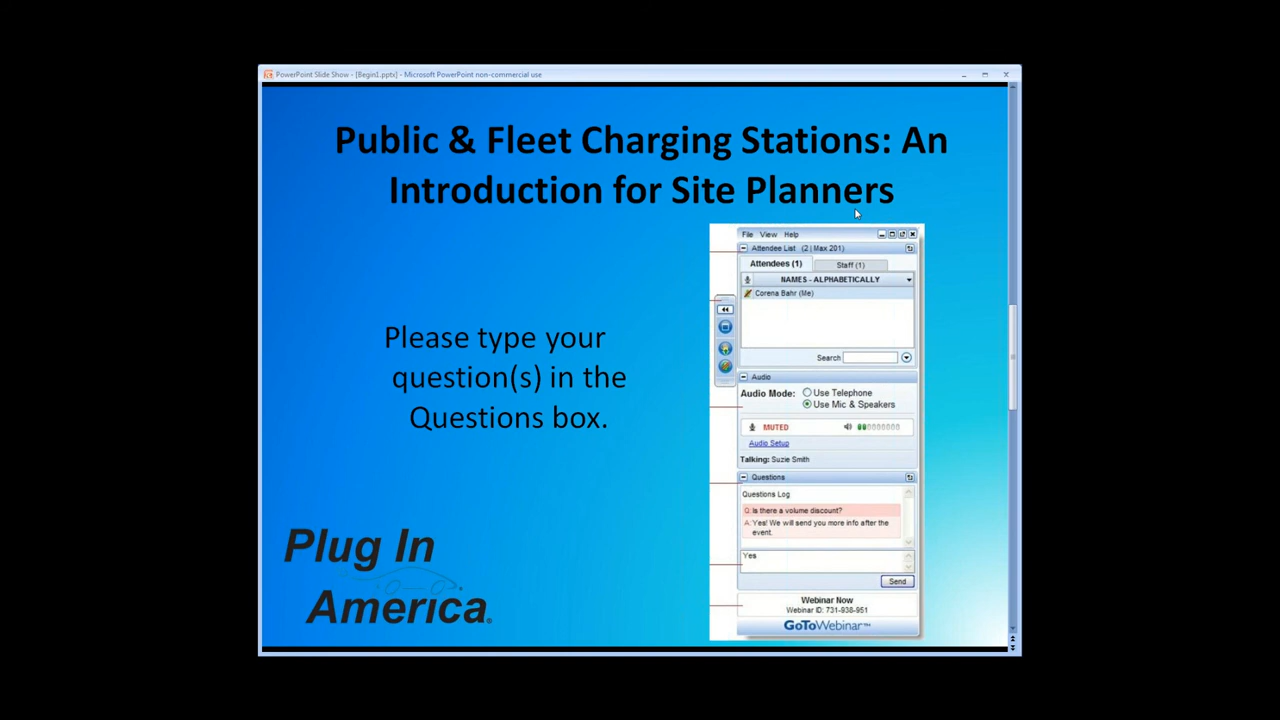 PowerPoint Slide Show - [Begin1.pptx] - Microsoft PowerPoint non-commercial use
Public & Fleet Charging Stations: An
Introduction for Site Planners
Please type your
question(s) in the
Questions box.
Plug In
America®
File View Help
Attendee List (2 | Max 201)
Attendees (1) Staff (1)
NAMES - ALPHABETICALLY
Corena Bahr (Me)
Search
Audio
Audio Mode: Use Telephone
Use Mic & Speakers
MUTED
Audio Setup
Talking: Suzie Smith
Questions
Questions Log
Q: Is there a volume discount?
A: Yes! We will send you more info after the
event.
Yes
Send
Webinar Now
Webinar ID: 731-938-951
GoToWebinar™